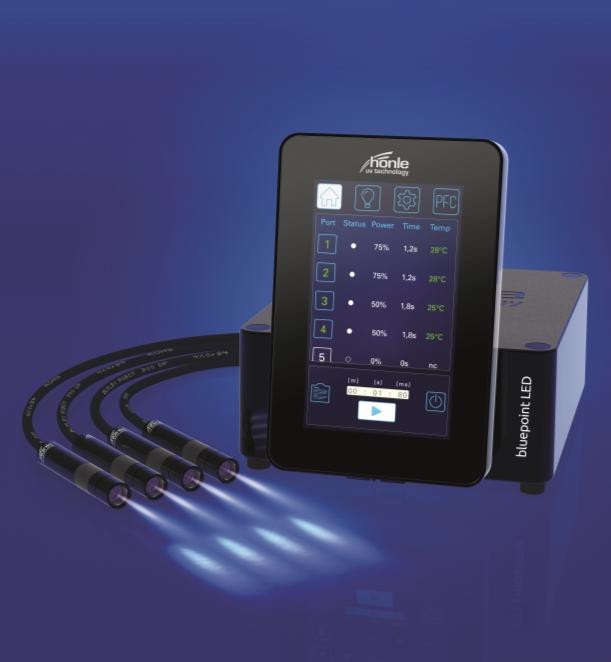 hönle
uv technology
PFC
Port Status Power Time Temp
1 75% 1,2s 28°C
2 75% 1,2s 28°C
3 50% 1,8s 25°C
4 50% 1,8s 25°C
5 0% 0s nc
[m] [s] [ms]
00 : 01 : 80
bluepoint LED